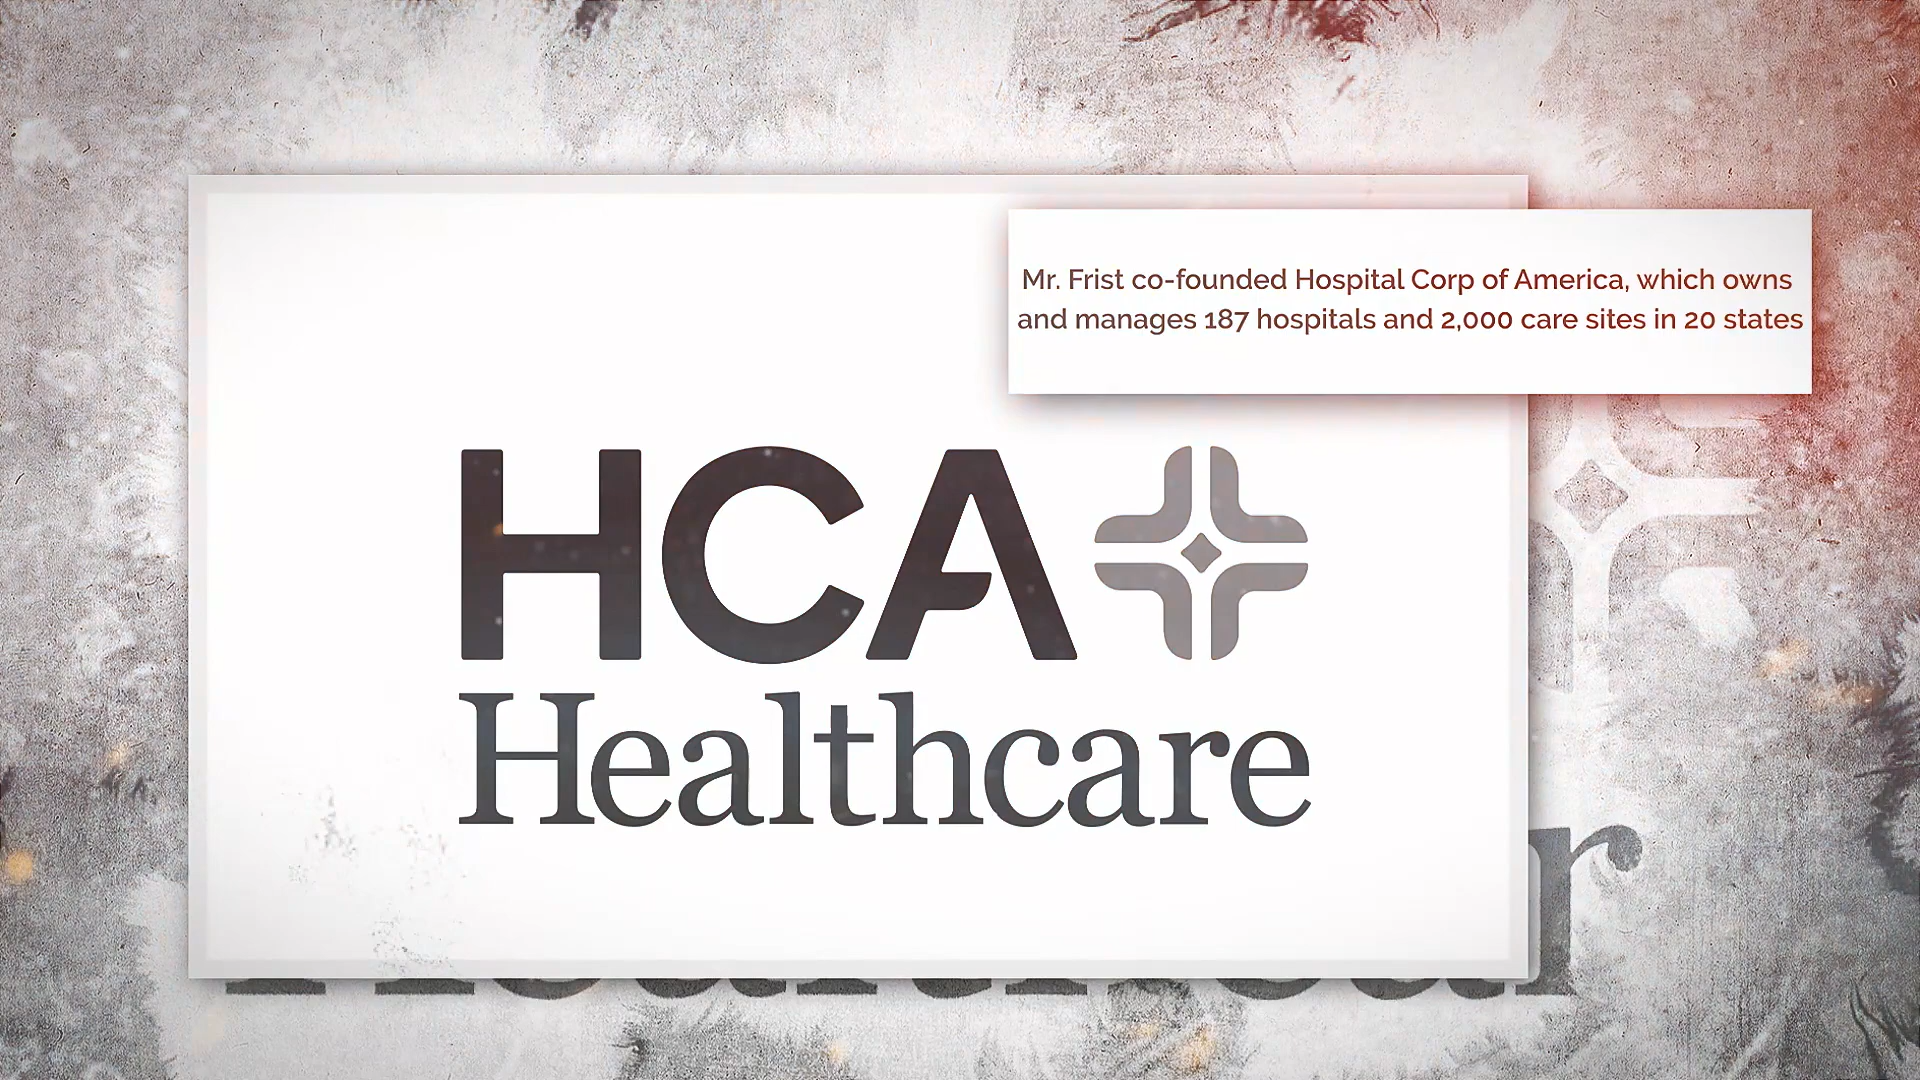 Mr. Frist co-founded Hospital Corp of America, which owns
and manages 187 hospitals and 2,000 care sites in 20 states
HCA
Healthcare